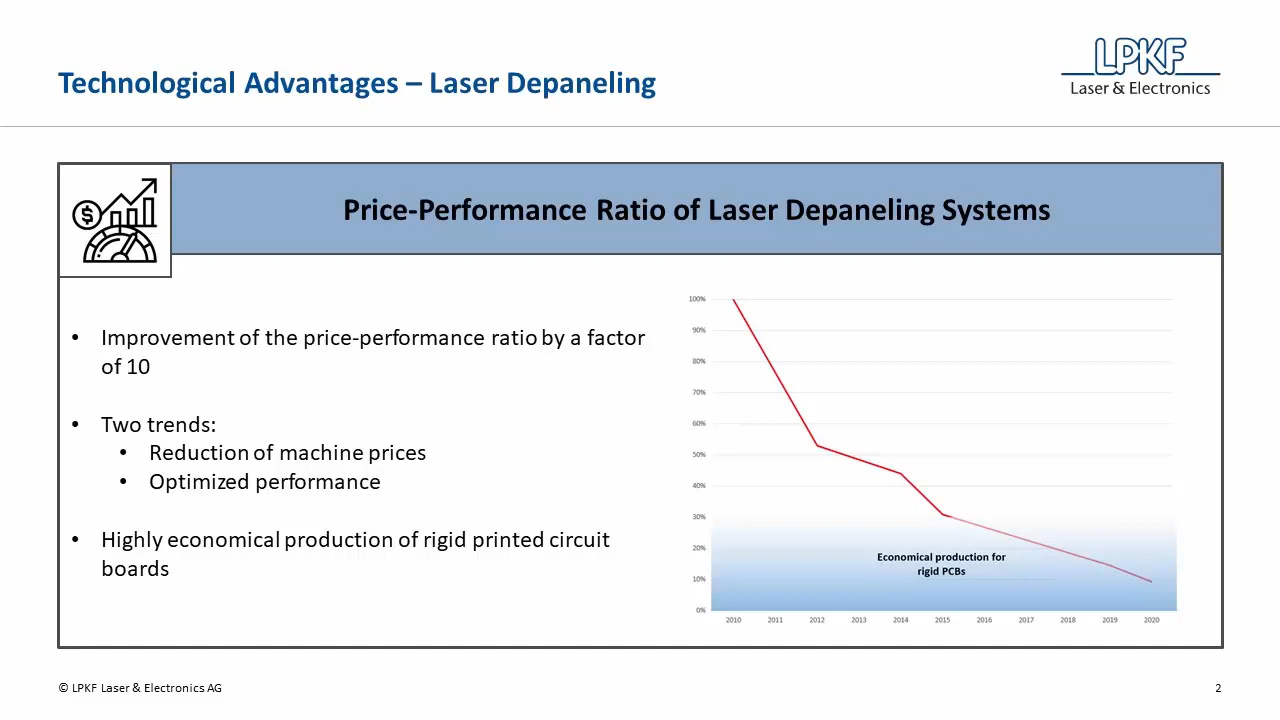 Technological Advantages – Laser Depaneling
LPKF
Laser & Electronics
$
Price-Performance Ratio of Laser Depaneling Systems
• Improvement of the price-performance ratio by a factor
of 10
• Two trends:
• Reduction of machine prices
• Optimized performance
• Highly economical production of rigid printed circuit
boards
100%
90%
80%
70%
60%
50%
40%
30%
20%
10%
0%
Economical production for
rigid PCBs
2010 2011 2012 2013 2014 2015 2016 2017 2018 2019 2020
© LPKF Laser & Electronics AG
2